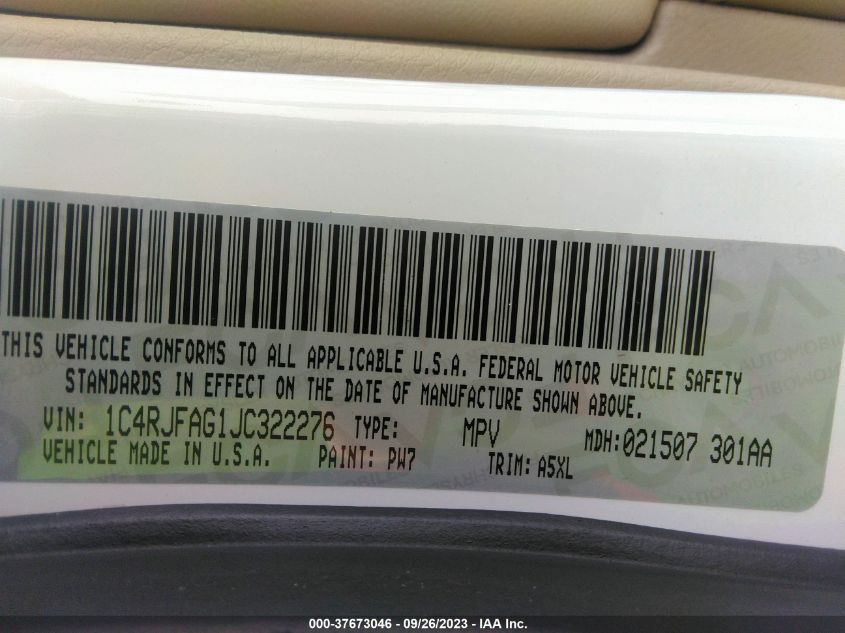 THIS VEHICLE CONFORMS TO ALL APPLICABLE U.S.A. FEDERAL MOTOR VEHICLE SAFETY
STANDARDS IN EFFECT ON THE DATE OF MANUFACTURE SHOWN ABOVE.
VIN: 1C4RJFAG1JC322276 TYPE: MPV MDH:021507 301AA
VEHICLE MADE IN U.S.A. PAINT: PW7 TRIM: A5XL
000-37673046 - 09/26/2023 - IAA Inc.